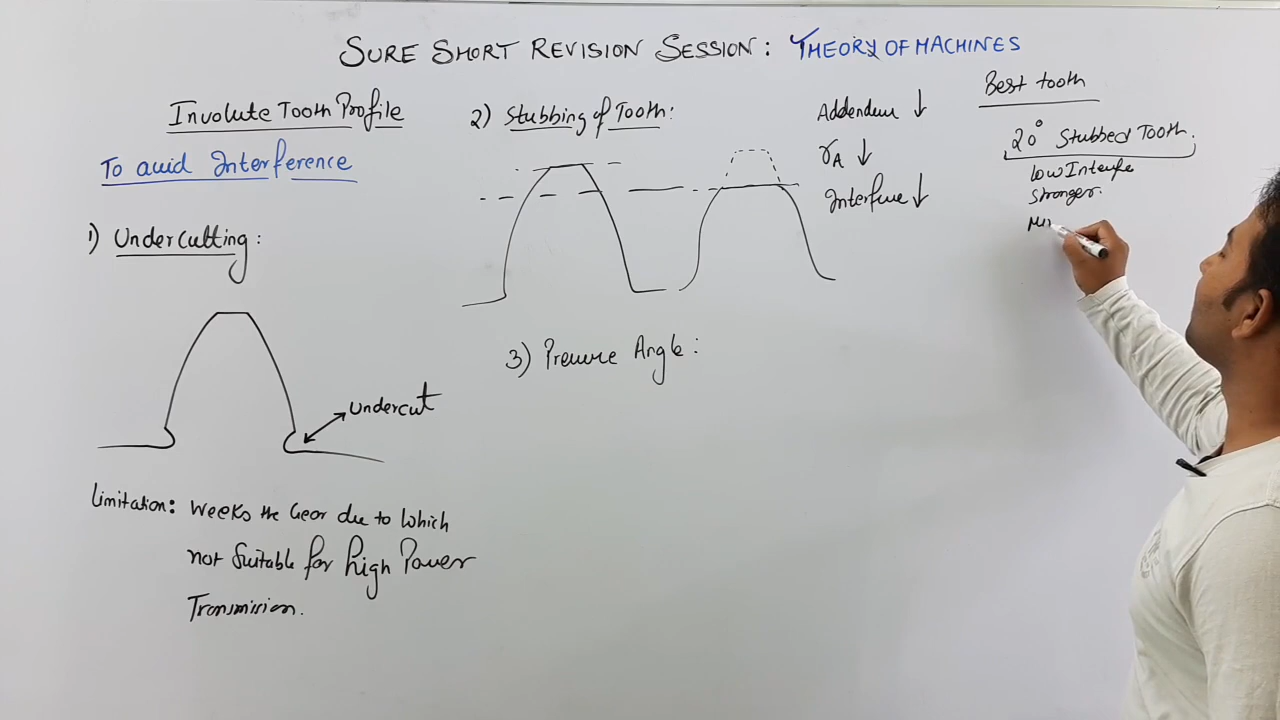 SURE SHORT REVISION SESSION: THEORY OF MACHINES
Involute Tooth Profile
To avoid Interference
1) Undercutting:
Undercut
Limitation: Weeks the Gear due to Which
not Suitable for high Power
Transmission.
2) Stubbing of Tooth:
Addendum ↓
rA ↓
Interfere ↓
3) Pressure Angle:
Best tooth
20° Stubbed Tooth.
low Interfe
Stronger.